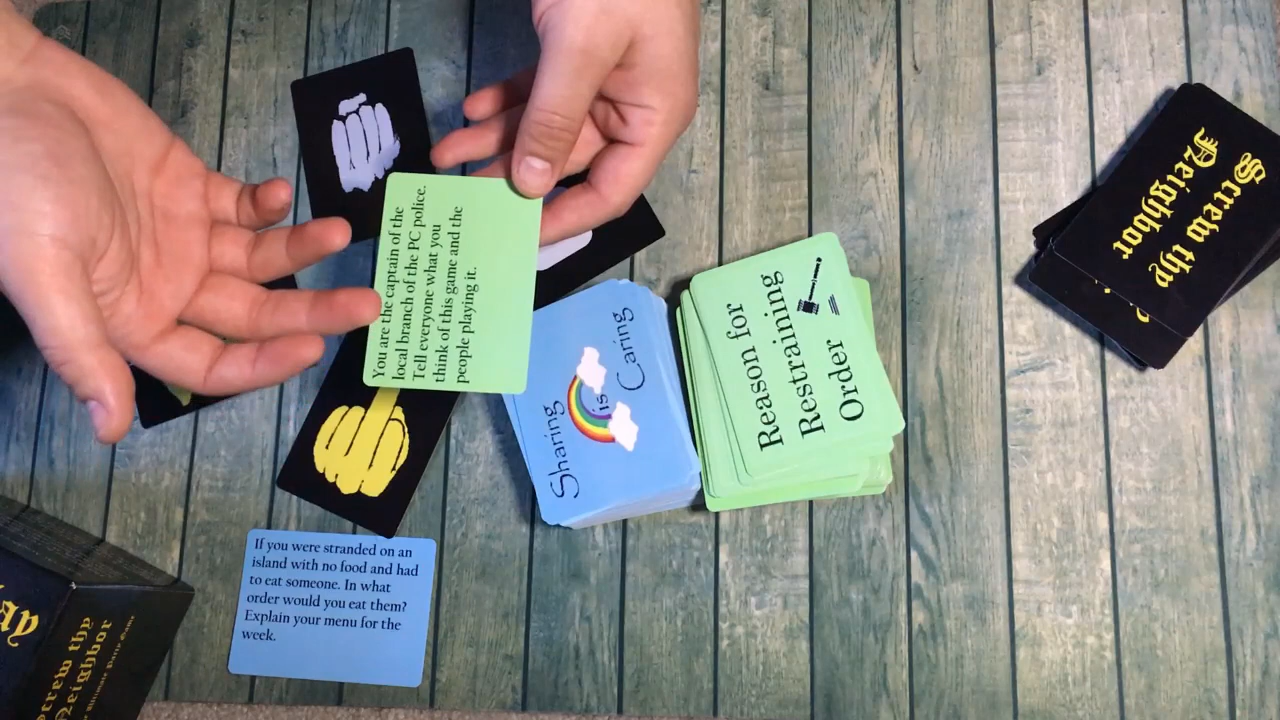 You are the captain of the
local branch of the PC police.
Tell everyone what you
think of this game and the
people playing it.
Sharing
is
Caring
Reason for
Restraining
Order
Screw the
Neighbor
If you were stranded on an
island with no food and had
to eat someone. In what
order would you eat them?
Explain your menu for the
week.
Neighbor
Party Game